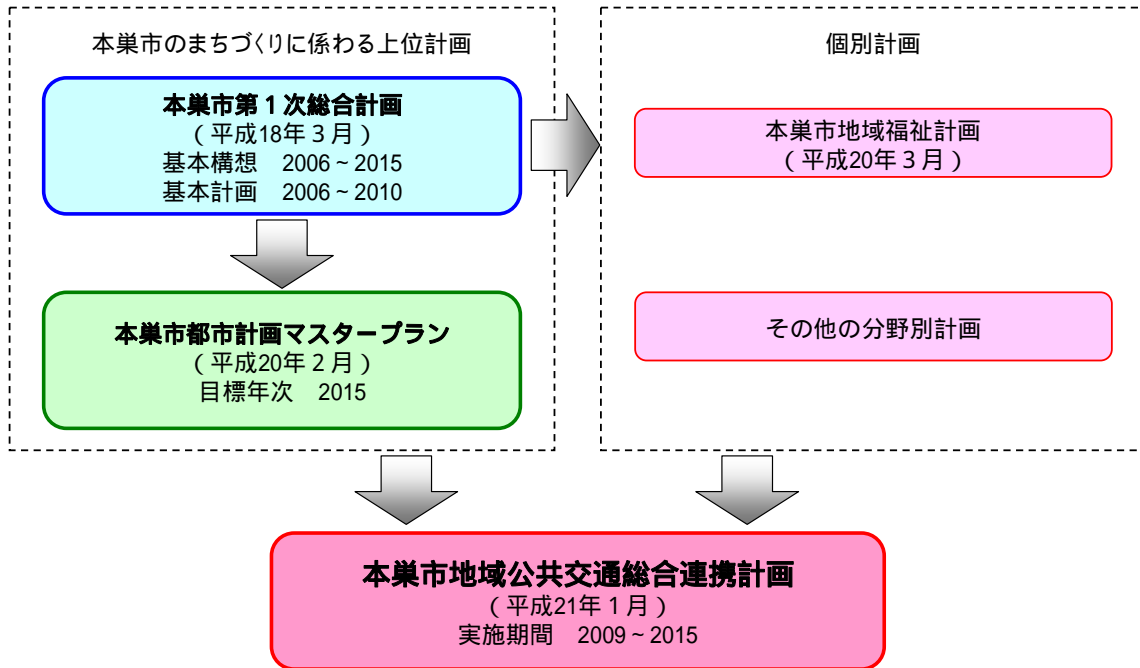 本巣市のまちづくりに係わる上位計画
本巣市第１次総合計画
（平成18年３月）
基本構想　2006～2015
基本計画　2006～2010
本巣市都市計画マスタープラン
（平成20年２月）
目標年次　2015
個別計画
本巣市地域福祉計画
（平成20年３月）
その他の分野別計画
本巣市地域公共交通総合連携計画
（平成21年１月）
実施期間　2009～2015